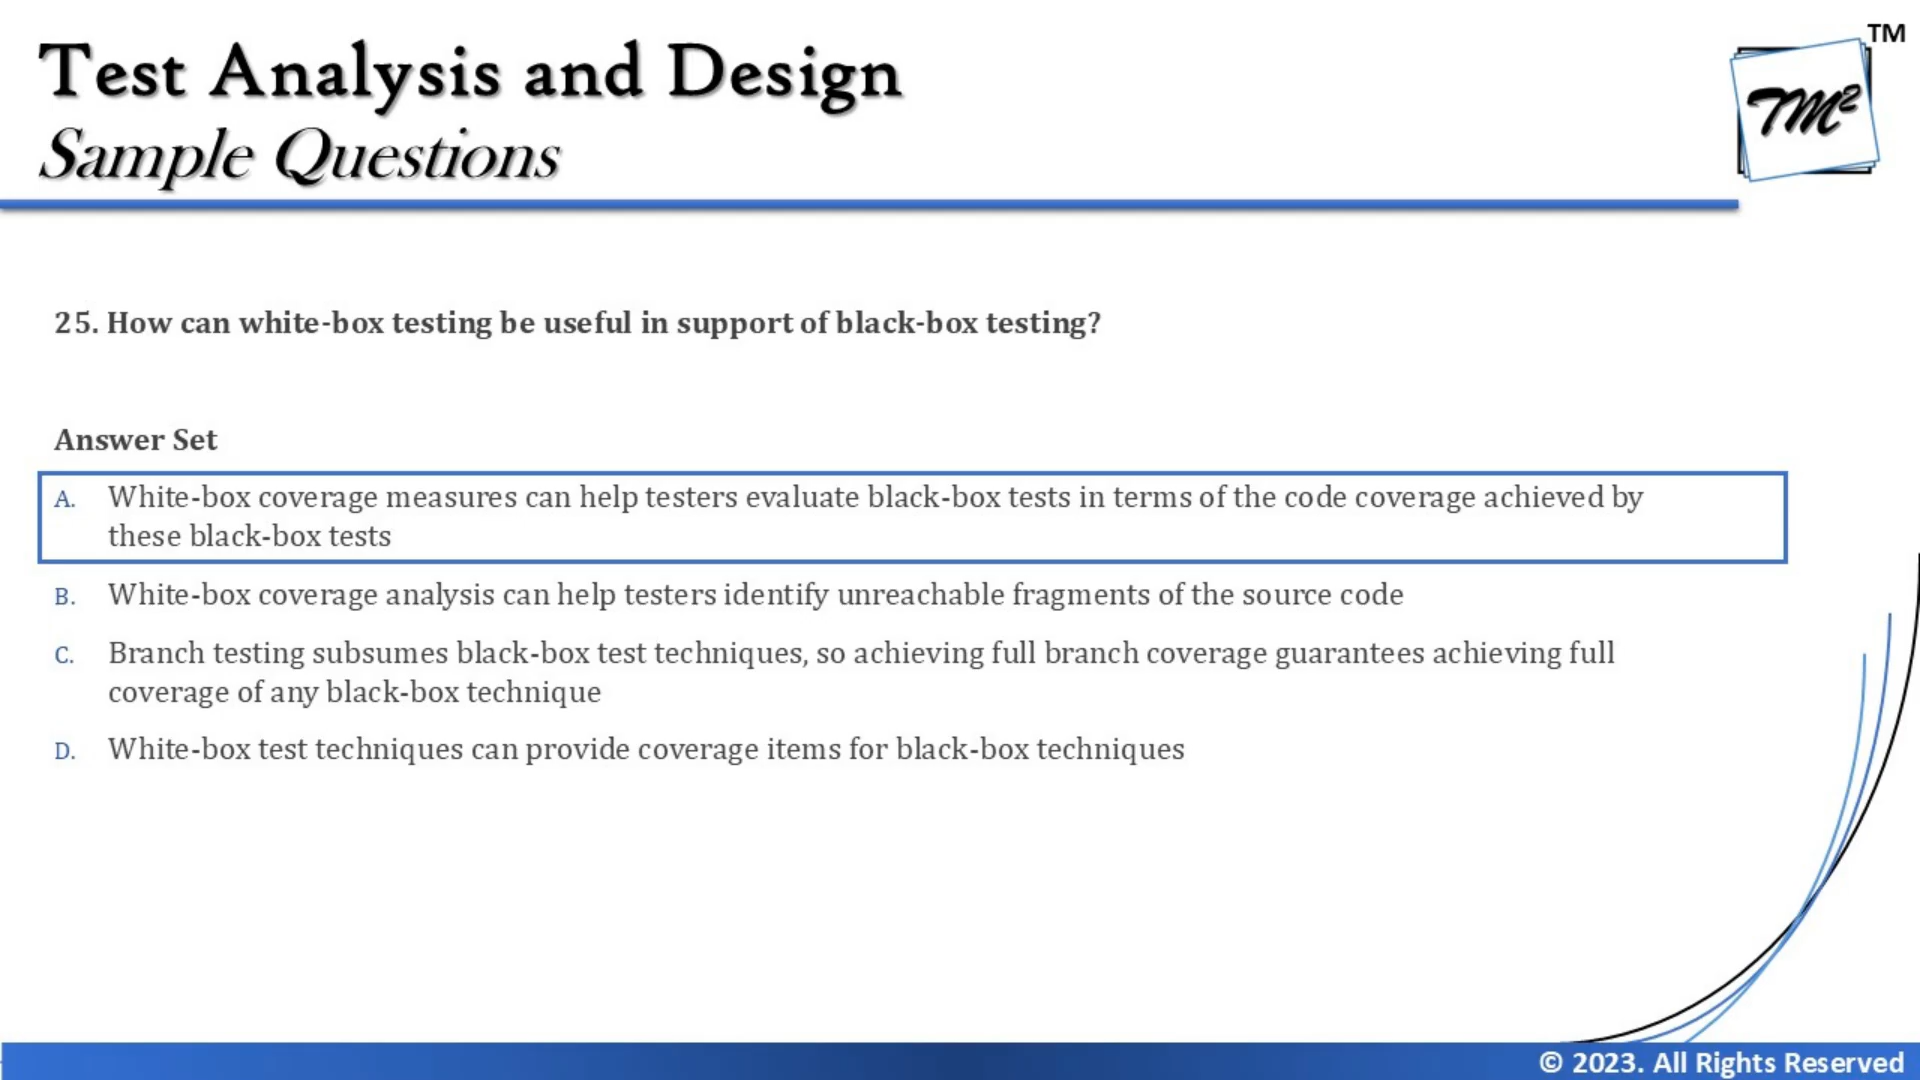 Test Analysis and Design
Sample Questions
TM
TM²
25. How can white-box testing be useful in support of black-box testing?
Answer Set
A. White-box coverage measures can help testers evaluate black-box tests in terms of the code coverage achieved by
these black-box tests
B. White-box coverage analysis can help testers identify unreachable fragments of the source code
C. Branch testing subsumes black-box test techniques, so achieving full branch coverage guarantees achieving full
coverage of any black-box technique
D. White-box test techniques can provide coverage items for black-box techniques
© 2023. All Rights Reserved